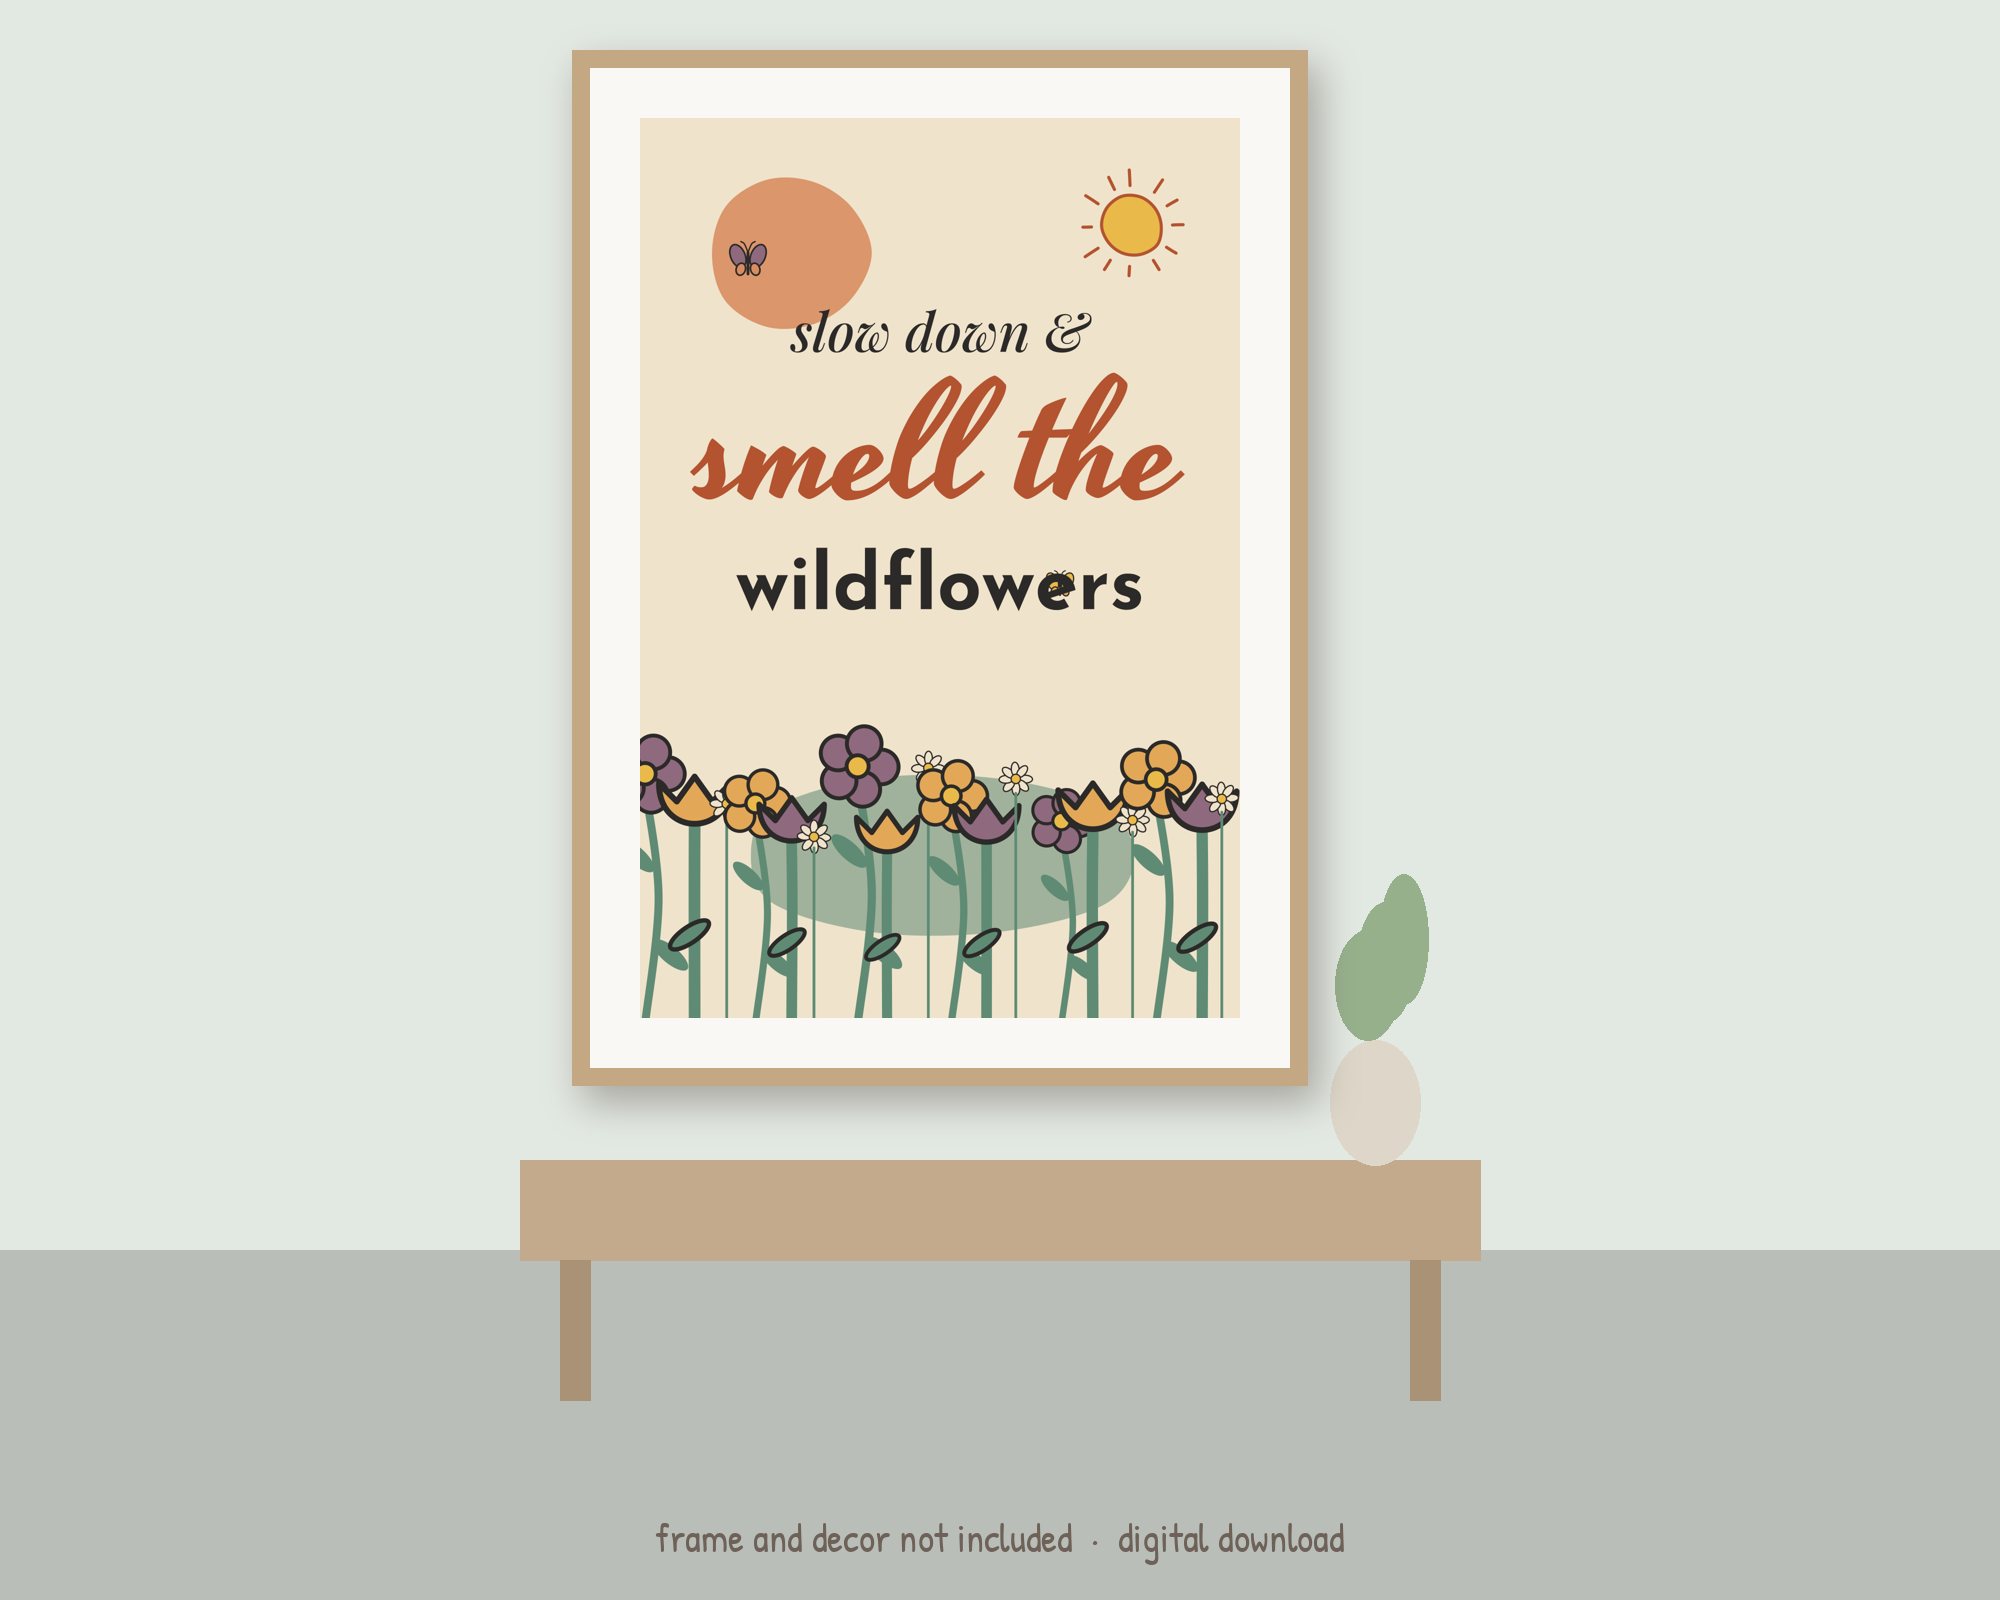 slow down &
smell the
wildflowers
frame and decor not included · digital download